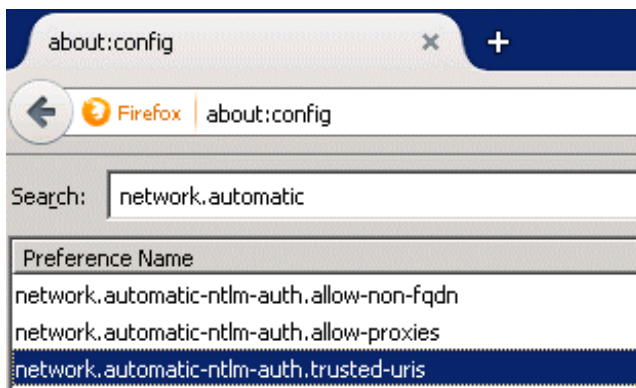 about:config × +
Firefox about:config
Search: network.automatic
Preference Name
network.automatic-ntlm-auth.allow-non-fqdn
network.automatic-ntlm-auth.allow-proxies
network.automatic-ntlm-auth.trusted-uris